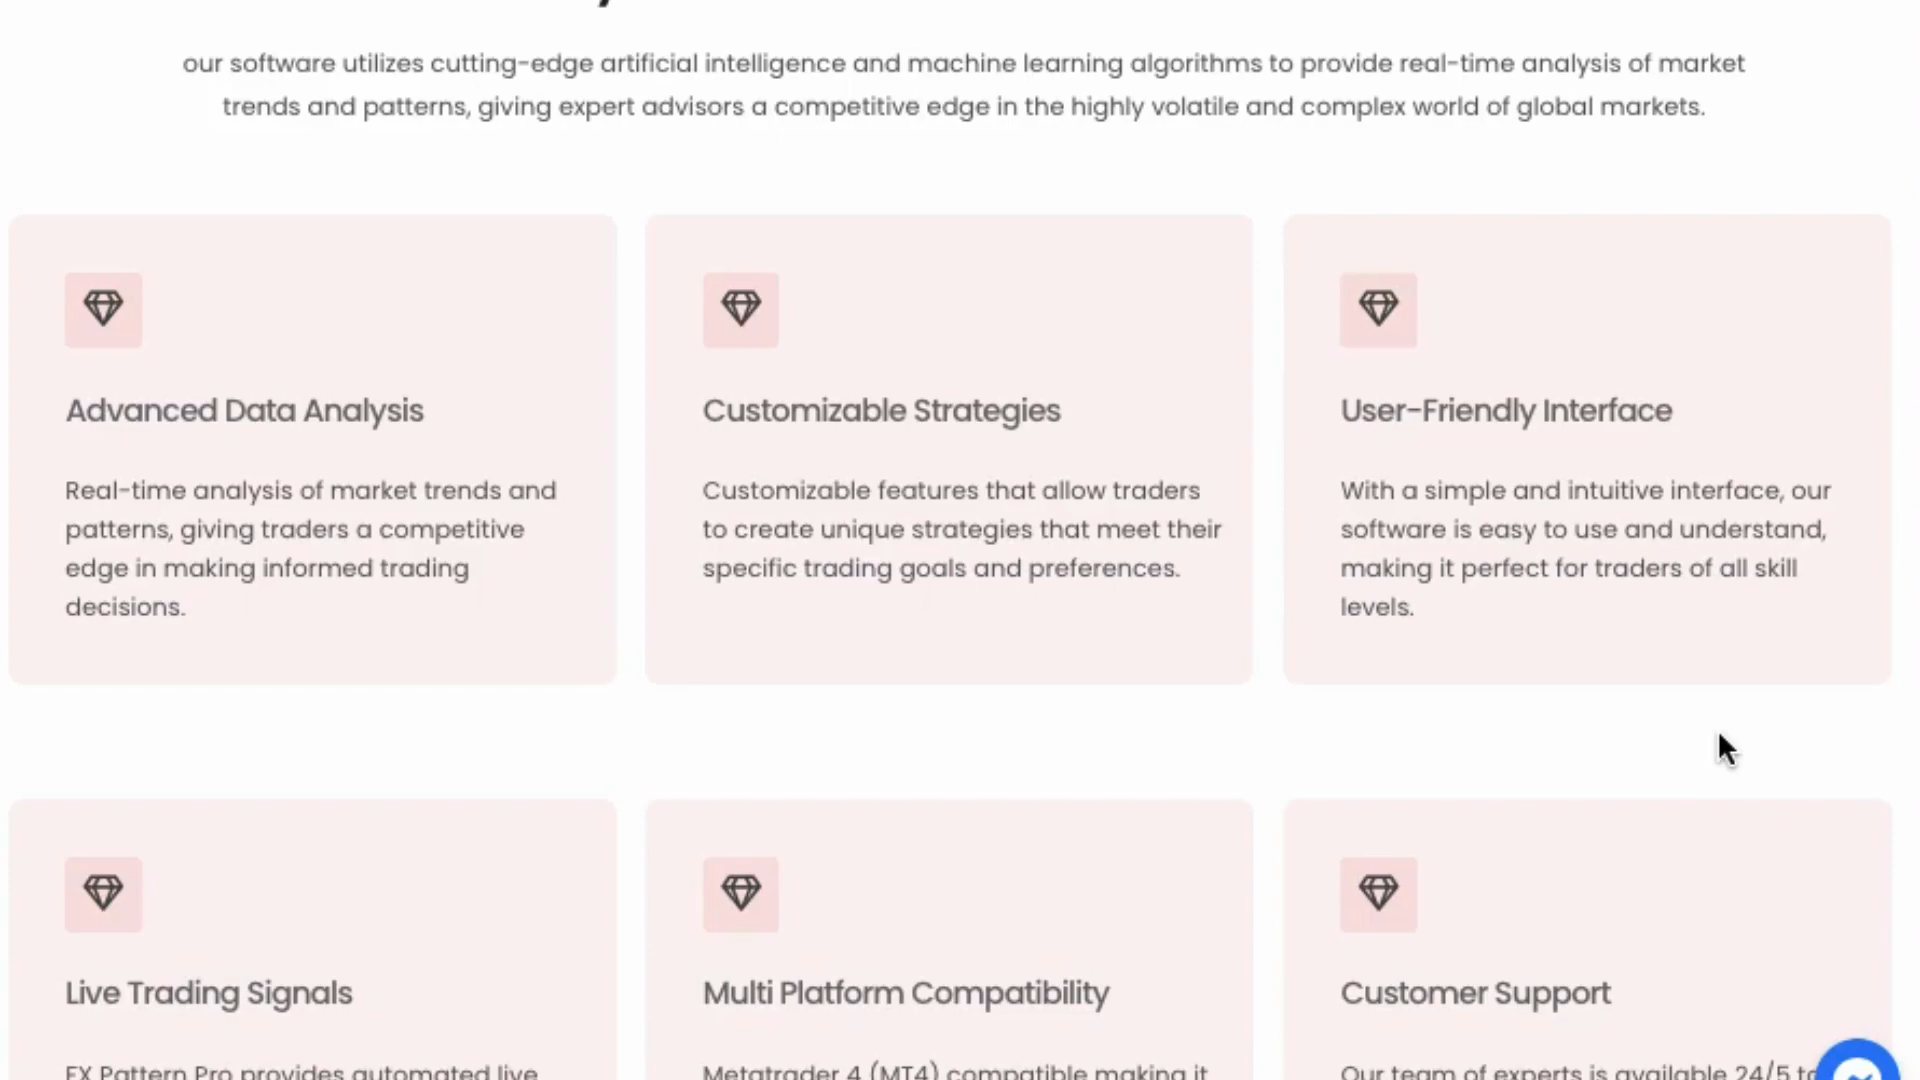 our software utilizes cutting-edge artificial intelligence and machine learning algorithms to provide real-time analysis of market
trends and patterns, giving expert advisors a competitive edge in the highly volatile and complex world of global markets.
Advanced Data Analysis
Real-time analysis of market trends and
patterns, giving traders a competitive
edge in making informed trading
decisions.
Customizable Strategies
Customizable features that allow traders
to create unique strategies that meet their
specific trading goals and preferences.
User-Friendly Interface
With a simple and intuitive interface, our
software is easy to use and understand,
making it perfect for traders of all skill
levels.
Live Trading Signals
FX Pattern Pro provides automated live
Multi Platform Compatibility
Metatrader 4 (MT4) compatible making it
Customer Support
Our team of experts is available 24/5 to